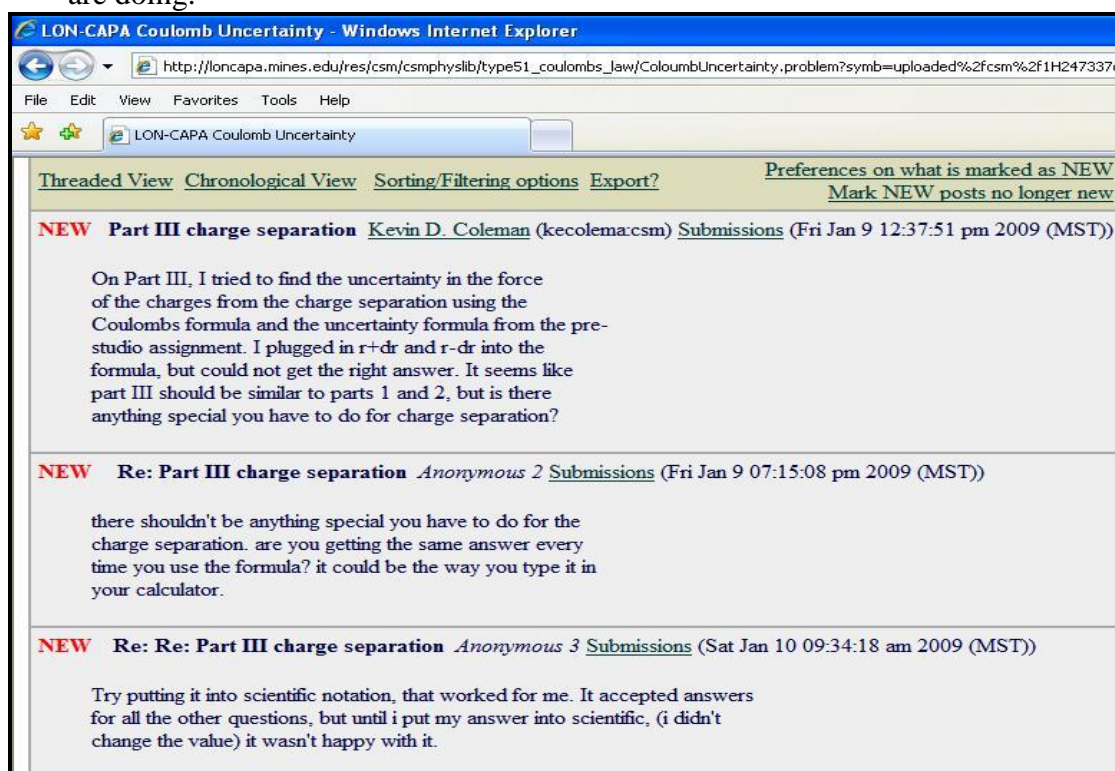 are doing.
LON-CAPA Coulomb Uncertainty - Windows Internet Explorer
http://loncapa.mines.edu/res/csm/csmphyslib/type51_coulombs_law/ColoumbUncertainty.problem?symb=uploaded%2fcsm%2f1H247337
File Edit View Favorites Tools Help
LON-CAPA Coulomb Uncertainty
Threaded View Chronological View Sorting/Filtering options Export? Preferences on what is marked as NEW
Mark NEW posts no longer new
NEW Part III charge separation Kevin D. Coleman (kecolema:csm) Submissions (Fri Jan 9 12:37:51 pm 2009 (MST))
On Part III, I tried to find the uncertainty in the force
of the charges from the charge separation using the
Coulombs formula and the uncertainty formula from the pre-
studio assignment. I plugged in r+dr and r-dr into the
formula, but could not get the right answer. It seems like
part III should be similar to parts 1 and 2, but is there
anything special you have to do for charge separation?
NEW Re: Part III charge separation Anonymous 2 Submissions (Fri Jan 9 07:15:08 pm 2009 (MST))
there shouldn't be anything special you have to do for the
charge separation. are you getting the same answer every
time you use the formula? it could be the way you type it in
your calculator.
NEW Re: Re: Part III charge separation Anonymous 3 Submissions (Sat Jan 10 09:34:18 am 2009 (MST))
Try putting it into scientific notation, that worked for me. It accepted answers
for all the other questions, but until i put my answer into scientific, (i didn't
change the value) it wasn't happy with it.